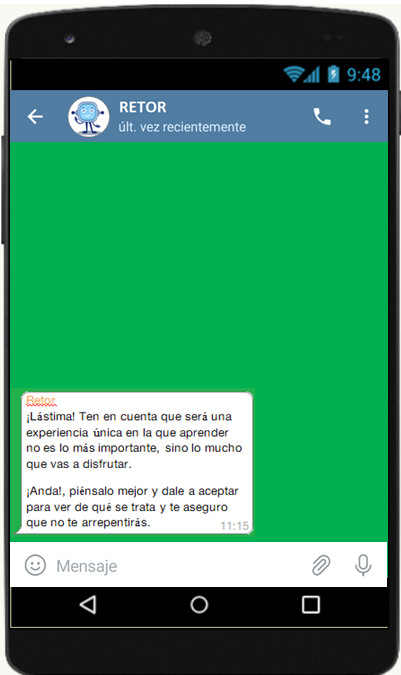 9:48
RETOR
últ. vez recientemente
Retor
¡Lástima! Ten en cuenta que será una
experiencia única en la que aprender
no es lo más importante, sino lo mucho
que vas a disfrutar.
¡Anda!, piénsalo mejor y dale a aceptar
para ver de qué se trata y te aseguro
que no te arrepentirás.
11:15
Mensaje